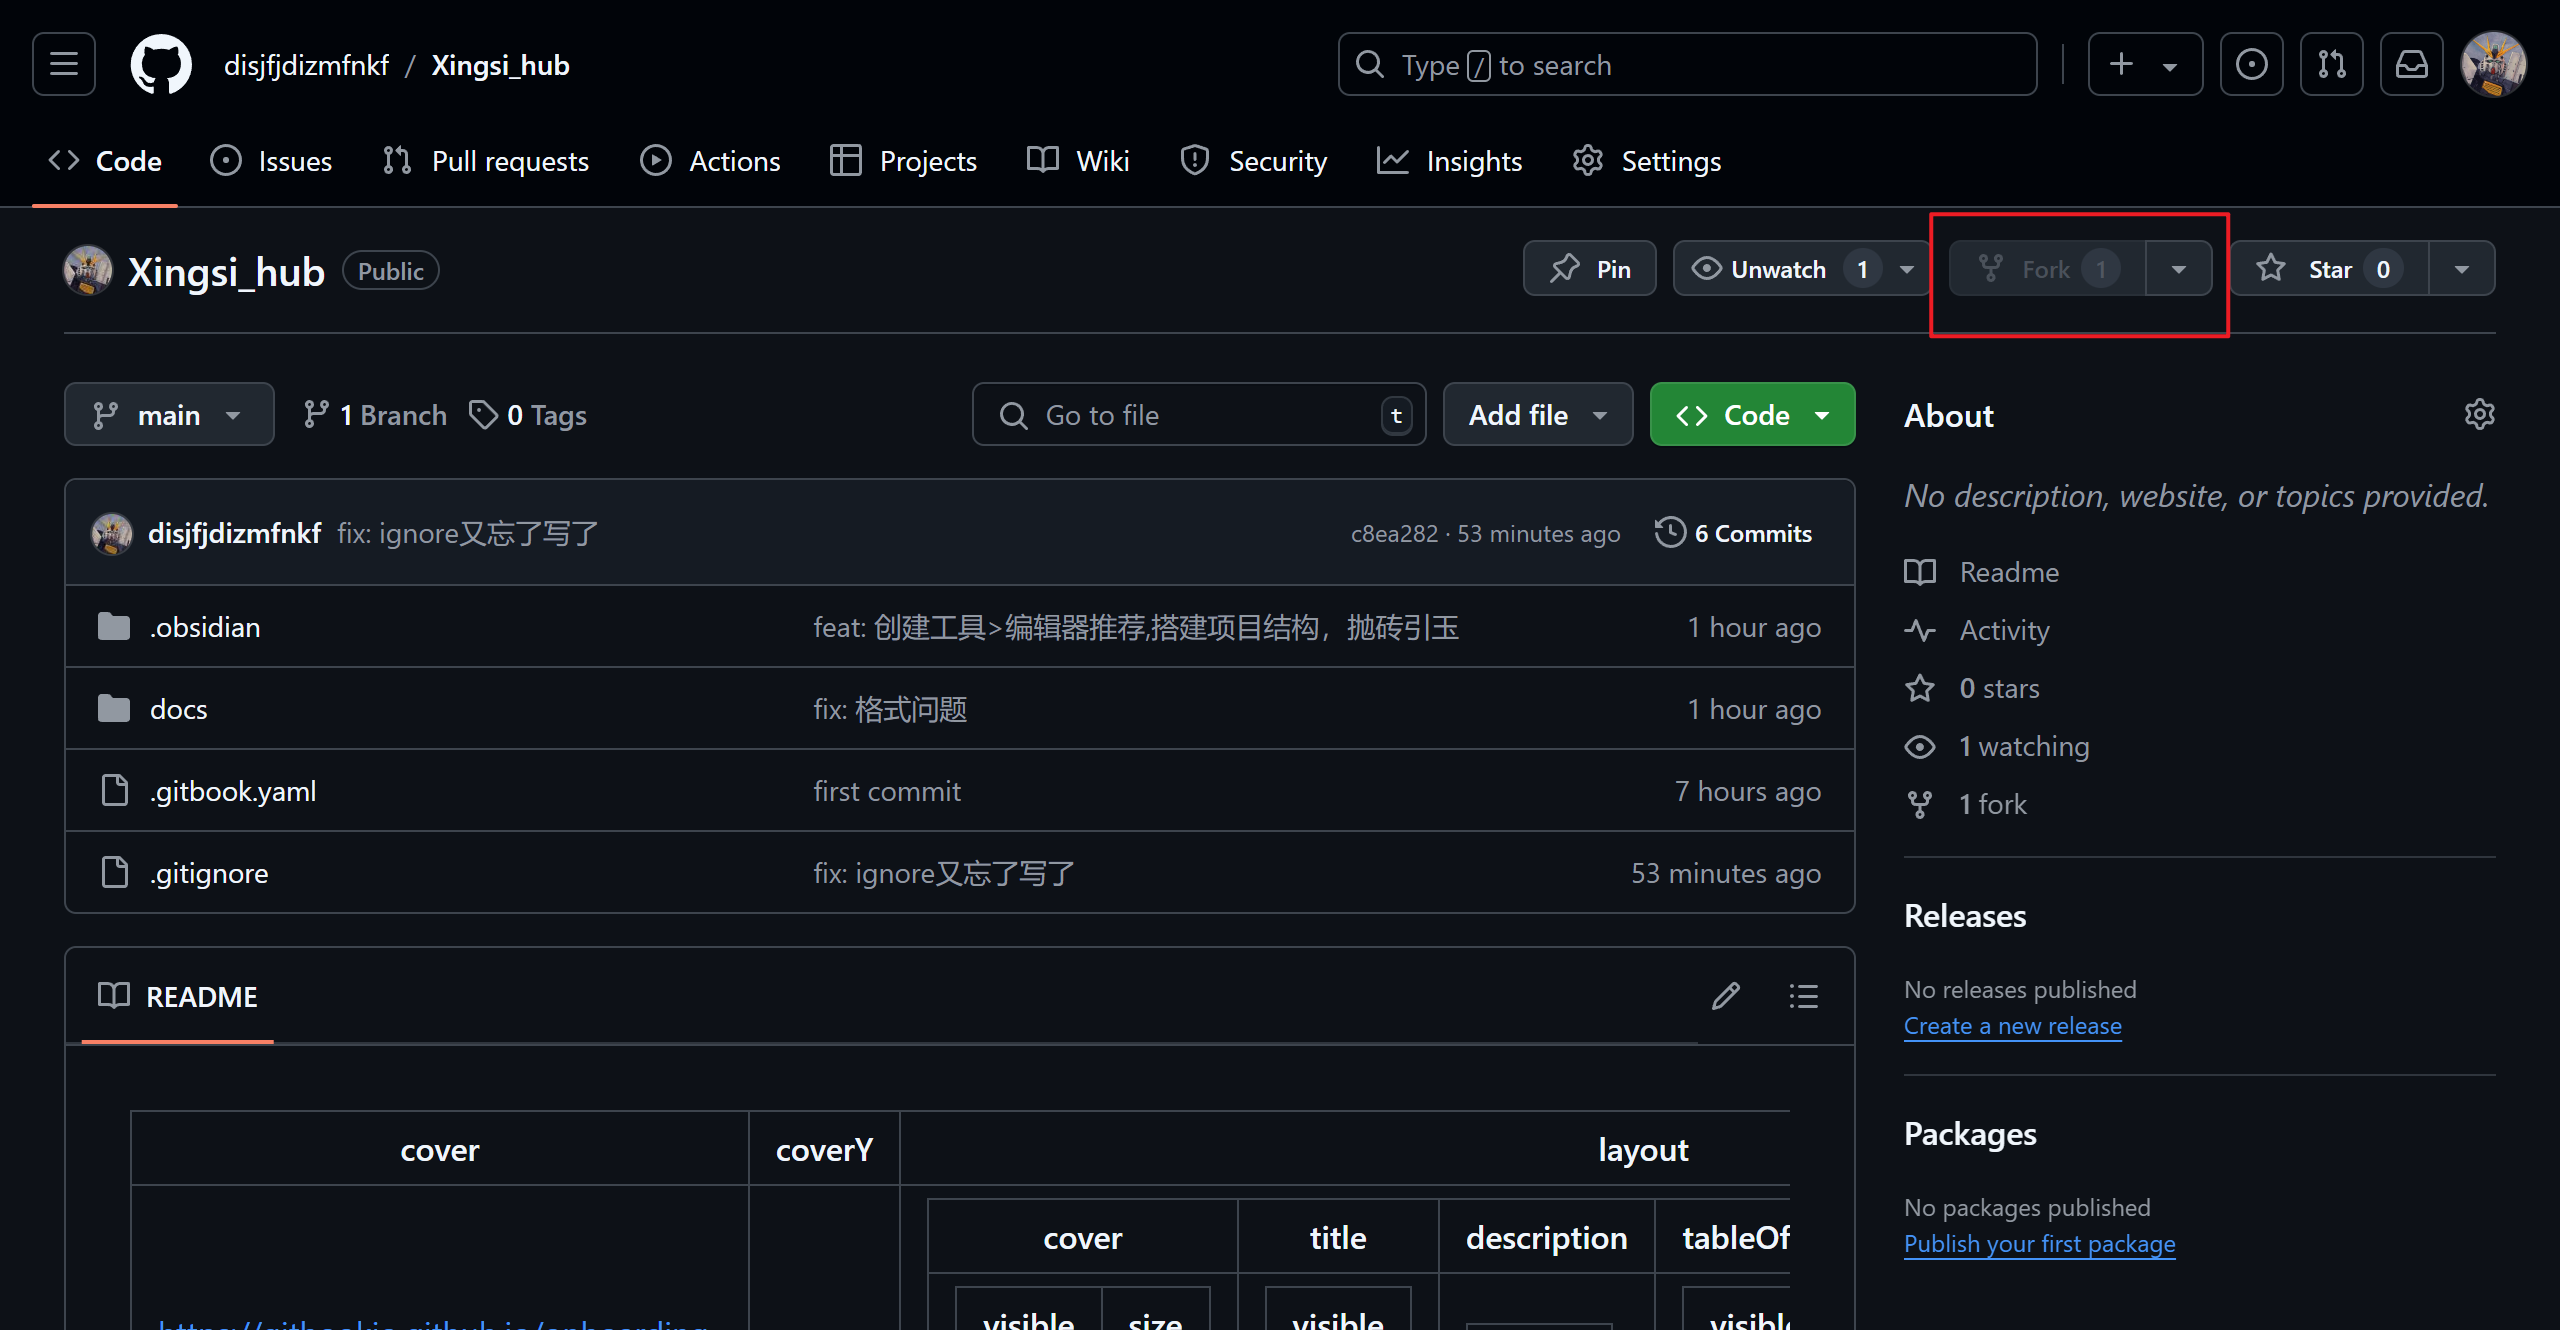 disjfjdizmfnkf / Xingsi_hub
Type / to search
Code Issues Pull requests Actions Projects Wiki Security Insights Settings
Xingsi_hub Public
Pin Unwatch 1 Fork 1 Star 0
main 1 Branch 0 Tags
Go to file t Add file Code
disjfjdizmfnkf fix: ignore又忘了写了 c8ea282 · 53 minutes ago 6 Commits
.obsidian feat: 创建工具>编辑器推荐,搭建项目结构，抛砖引玉 1 hour ago
docs fix: 格式问题 1 hour ago
.gitbook.yaml first commit 7 hours ago
.gitignore fix: ignore又忘了写了 53 minutes ago
README
cover coverY layout
cover title description tableOf
visible size visible visible
https://gitbookio.github.io/onboarding-
About
No description, website, or topics provided.
Readme
Activity
0 stars
1 watching
1 fork
Releases
No releases published
Create a new release
Packages
No packages published
Publish your first package